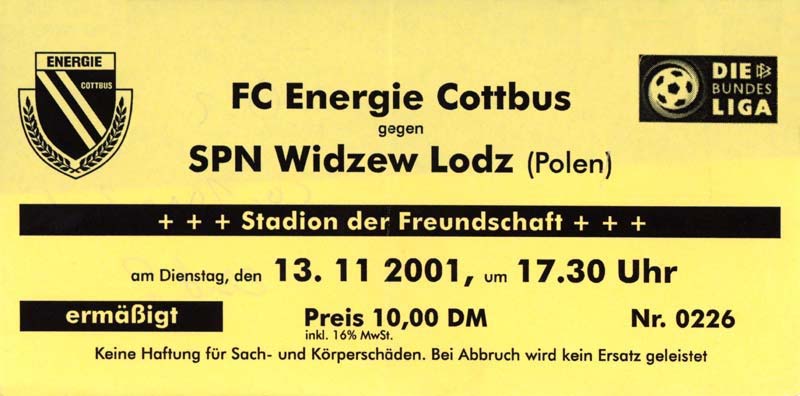 ENERGIE
COTTBUS
DIE DFB
BUNDES
LIGA
FC Energie Cottbus
gegen
SPN Widzew Lodz (Polen)
+ + + Stadion der Freundschaft + + +
am Dienstag, den 13. 11 2001, um 17.30 Uhr
ermäßigt
Preis 10,00 DM
inkl. 16% MwSt.
Nr. 0226
Keine Haftung für Sach- und Körperschäden. Bei Abbruch wird kein Ersatz geleistet